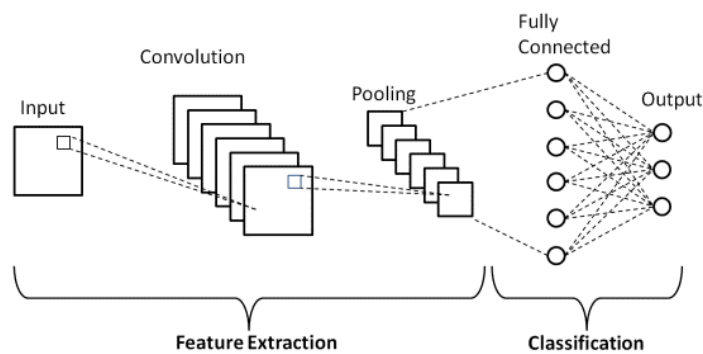 Fully
Connected
Convolution
Pooling
Input
Output
Feature Extraction
Classification